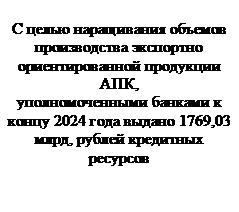 С целью наращивания объемов
производства экспортно
ориентированной продукции
АПК,
уполномоченными банками к
концу 2024 года выдано 1769,03
млрд, рублей кредитных
ресурсов